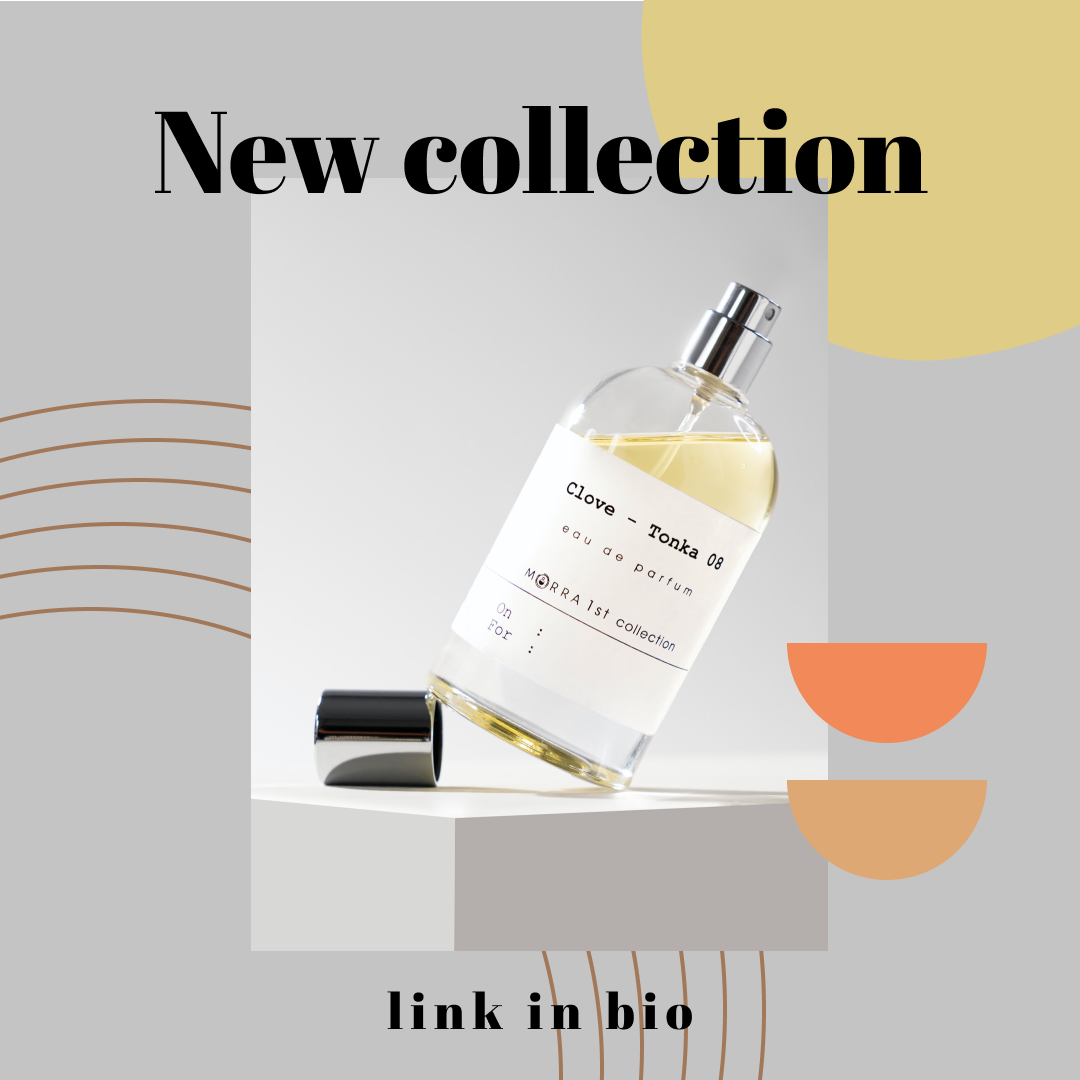 New collection
Clove - Tonka 08
eau de parfum
MORRA 1st collection
On :
For :
link in bio